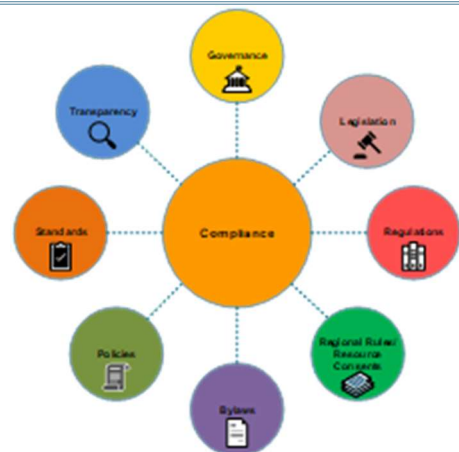 Governance
Transparency
Legislation
Standards
Compliance
Regulations
Policies
Regional Rules/
Resource
Consents
Bylaws